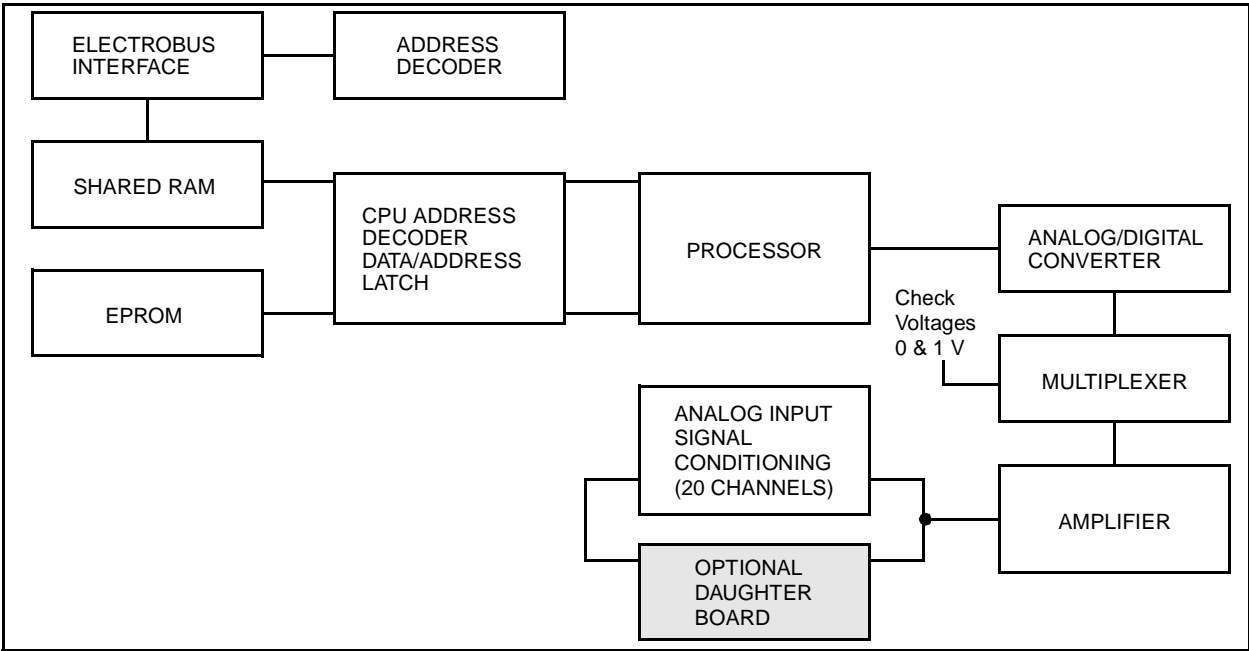 ELECTROBUS
INTERFACE
ADDRESS
DECODER
SHARED RAM
CPU ADDRESS
DECODER
DATA/ADDRESS
LATCH
PROCESSOR
ANALOG/DIGITAL
CONVERTER
EPROM
Check
Voltages
0 & 1 V
MULTIPLEXER
ANALOG INPUT
SIGNAL
CONDITIONING
(20 CHANNELS)
AMPLIFIER
OPTIONAL
DAUGHTER
BOARD